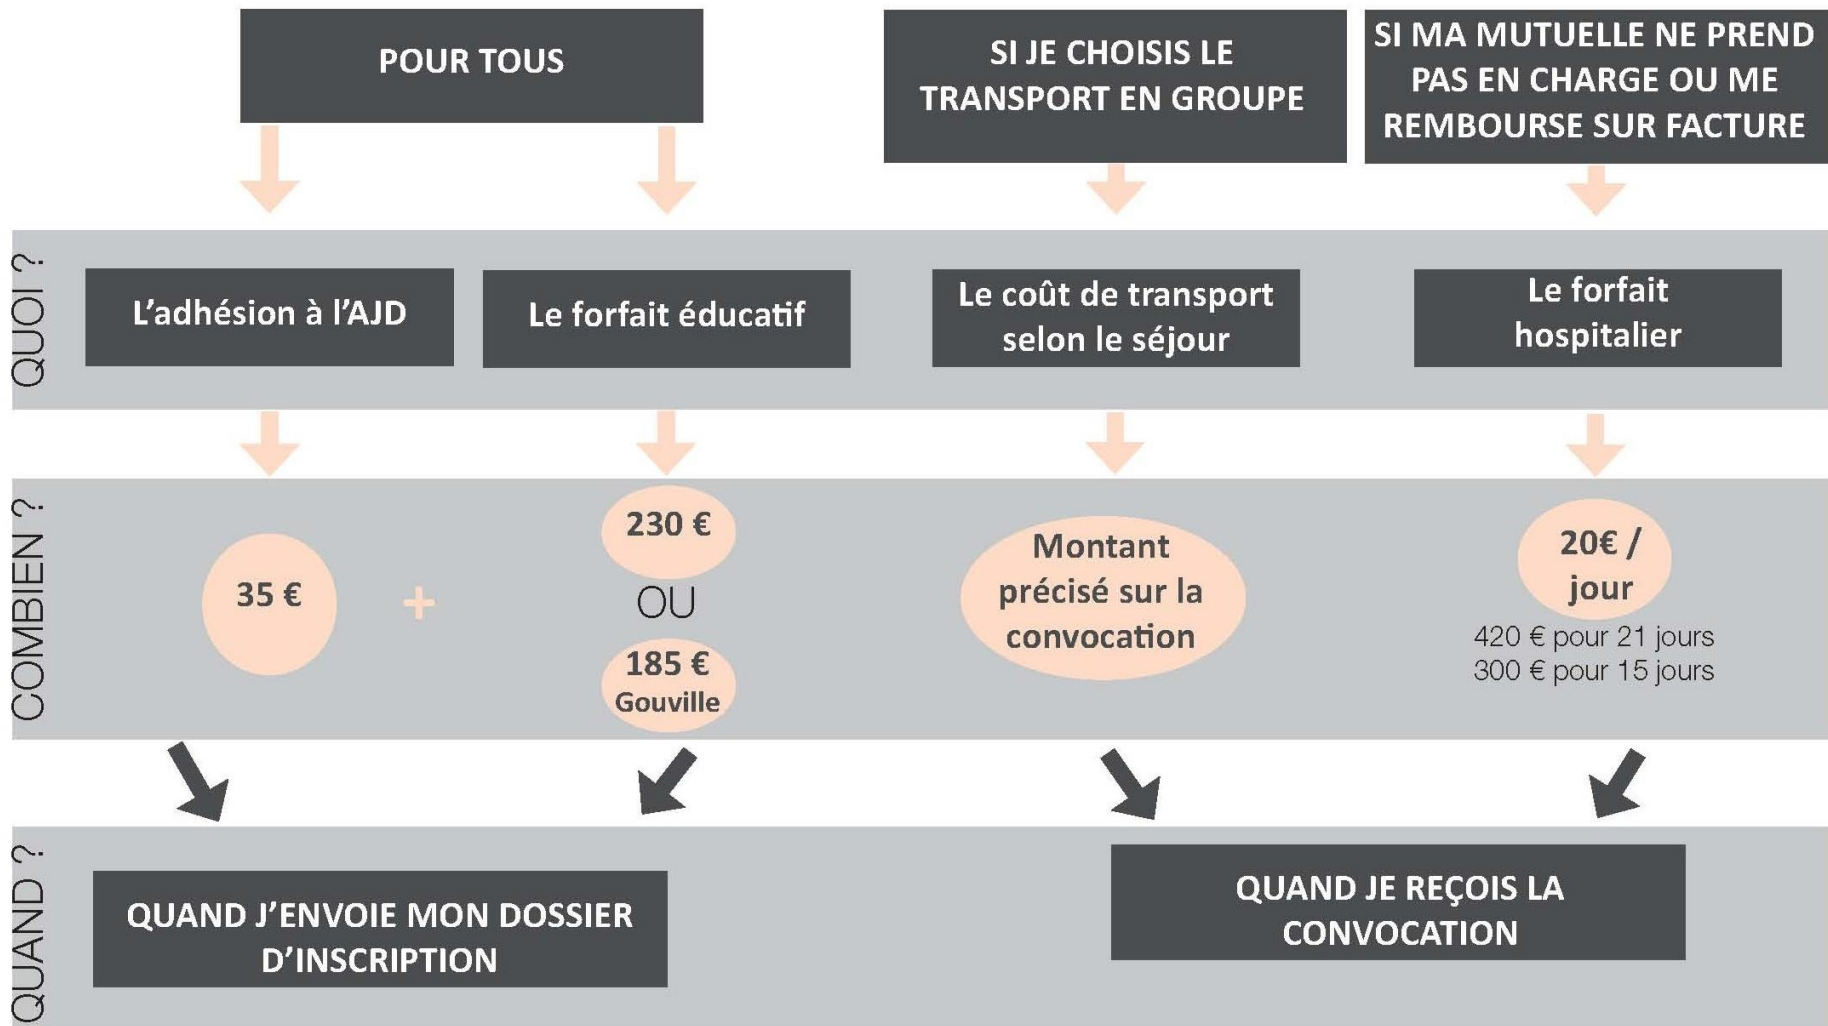 POUR TOUS
SI JE CHOISIS LE
TRANSPORT EN GROUPE
SI MA MUTUELLE NE PREND
PAS EN CHARGE OU ME
REMBOURSE SUR FACTURE
QUOI ?
L’adhésion à l’AJD
Le forfait éducatif
Le coût de transport
selon le séjour
Le forfait
hospitalier
COMBIEN ?
35 €
+
230 €
OU
185 €
Gouville
Montant
précisé sur la
convocation
20€ /
jour
420 € pour 21 jours
300 € pour 15 jours
QUAND ?
QUAND J’ENVOIE MON DOSSIER
D’INSCRIPTION
QUAND JE REÇOIS LA
CONVOCATION